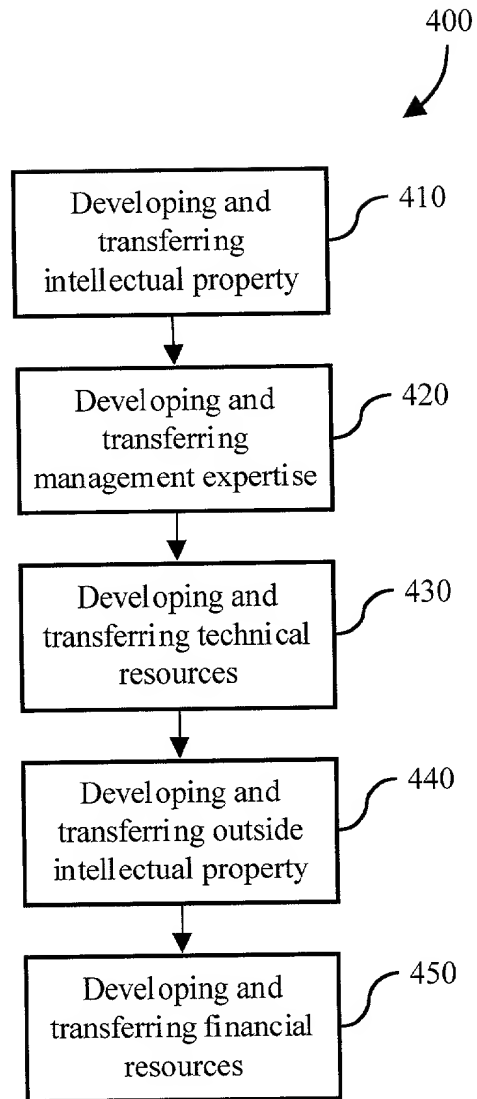 400
Developing and
transferring
intellectual property
410
Developing and
transferring
management expertise
420
Developing and
transferring technical
resources
430
Developing and
transferring outside
intellectual property
440
Developing and
transferring financial
resources
450